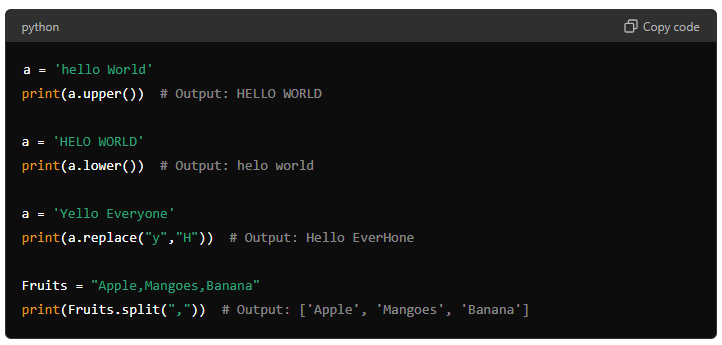 python
Copy code
a = 'hello World'
print(a.upper())  # Output: HELLO WORLD
a = 'HELO WORLD'
print(a.lower())  # Output: helo world
a = 'Yello Everyone'
print(a.replace("y","H"))  # Output: Hello EverHone
Fruits = "Apple,Mangoes,Banana"
print(Fruits.split(","))  # Output: ['Apple', 'Mangoes', 'Banana']